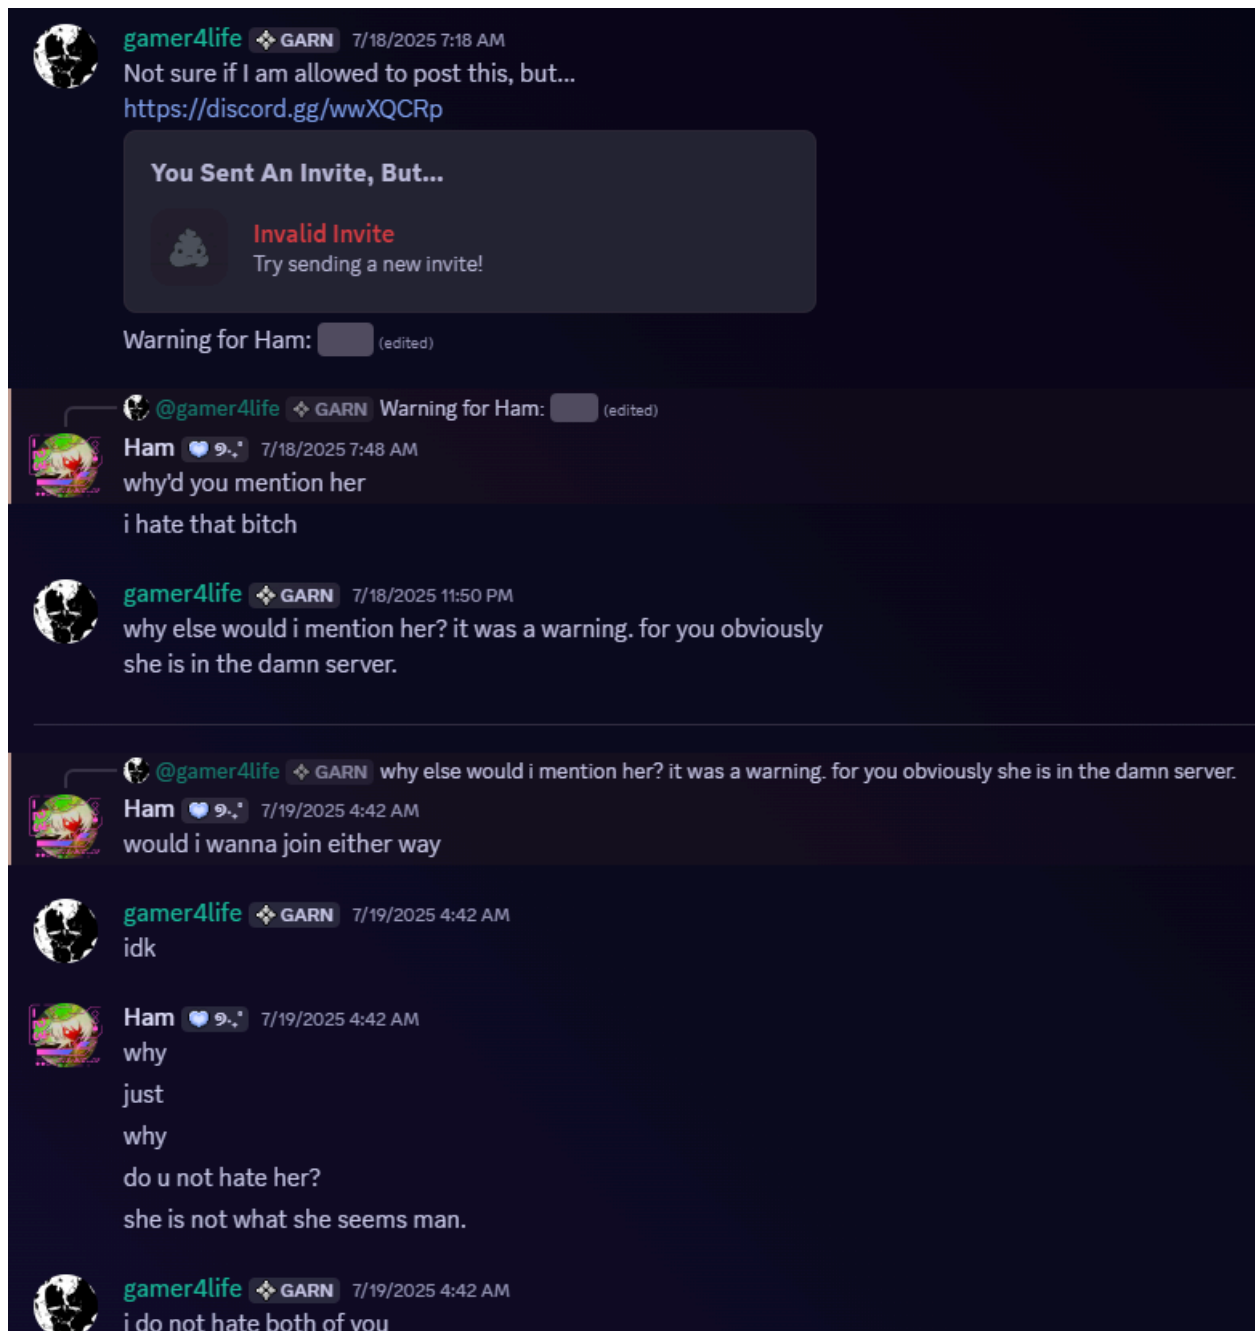 gamer4life GARN 7/18/2025 7:18 AM
Not sure if I am allowed to post this, but...
https://discord.gg/wwXQCRp
You Sent An Invite, But...
Invalid Invite
Try sending a new invite!
Warning for Ham: (edited)
@gamer4life GARN Warning for Ham: (edited)
Ham 7/18/2025 7:48 AM
why'd you mention her
i hate that bitch
gamer4life GARN 7/18/2025 11:50 PM
why else would i mention her? it was a warning. for you obviously
she is in the damn server.
@gamer4life GARN why else would i mention her? it was a warning. for you obviously she is in the damn server.
Ham 7/19/2025 4:42 AM
would i wanna join either way
gamer4life GARN 7/19/2025 4:42 AM
idk
Ham 7/19/2025 4:42 AM
why
just
why
do u not hate her?
she is not what she seems man.
gamer4life GARN 7/19/2025 4:42 AM
i do not hate both of you